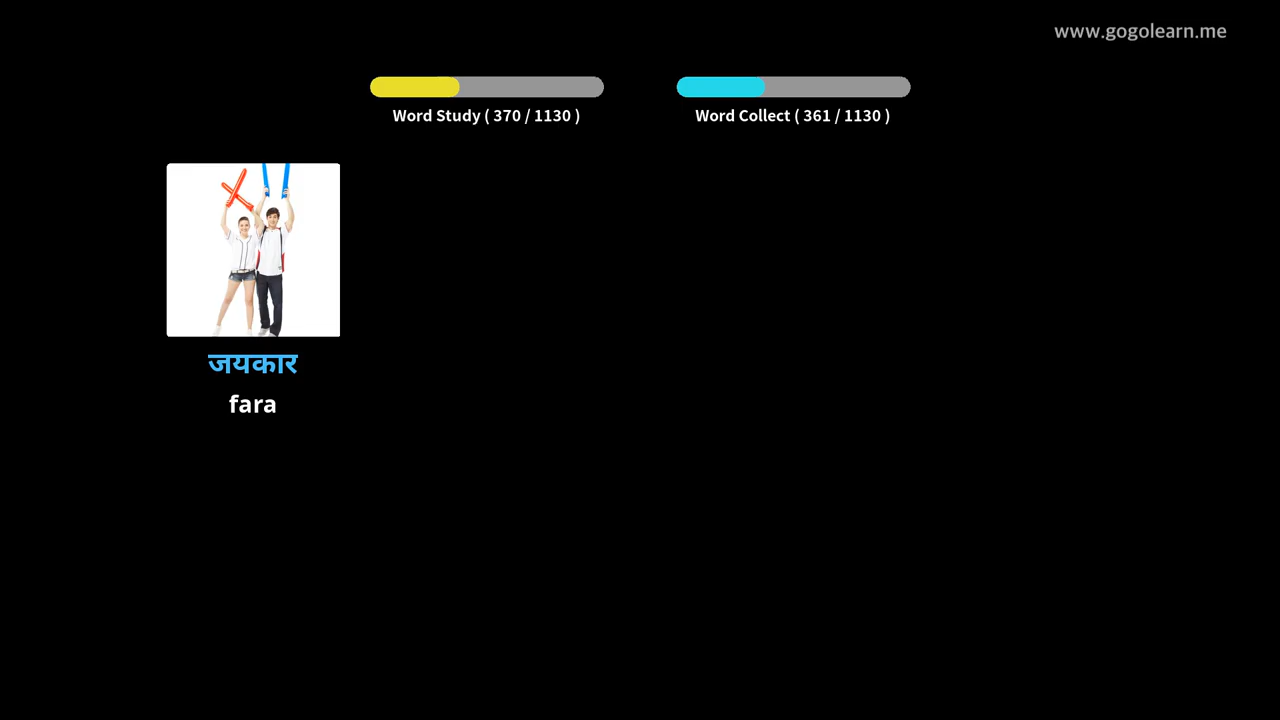 www.gogolearn.me
Word Study ( 370 / 1130 )
Word Collect ( 361 / 1130 )
जयकार
fara